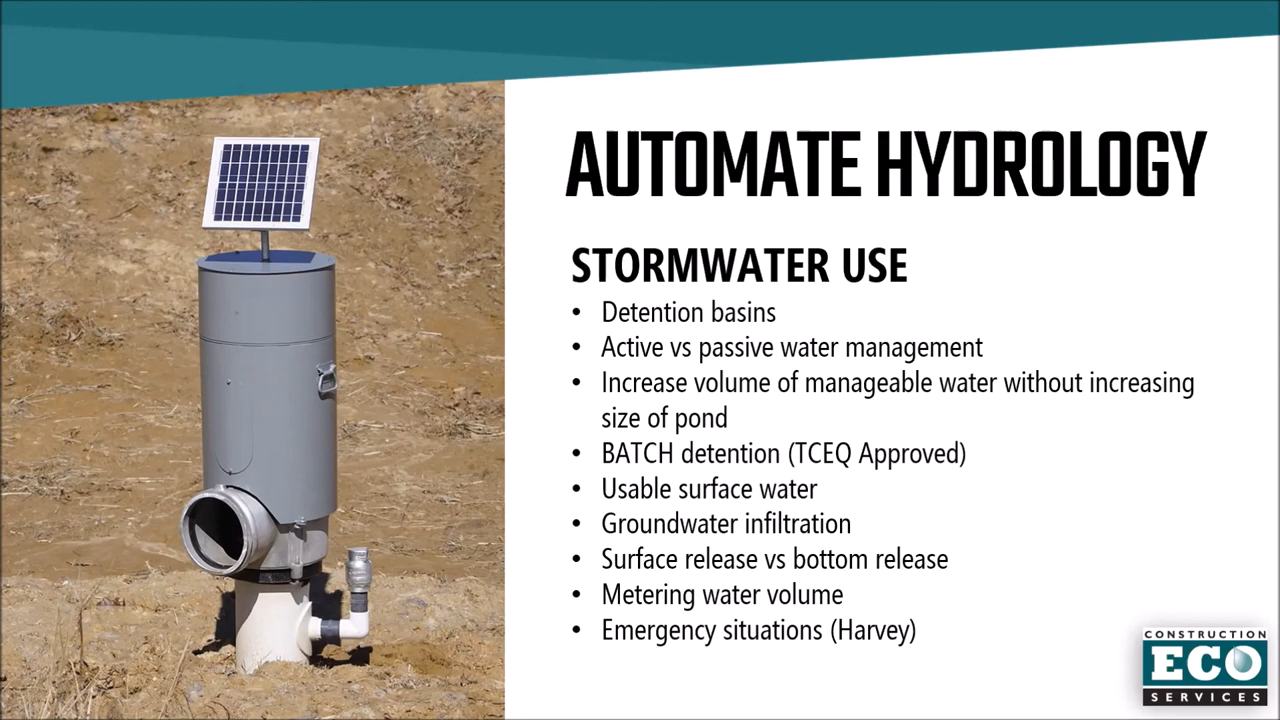 AUTOMATE HYDROLOGY
STORMWATER USE
• Detention basins
• Active vs passive water management
• Increase volume of manageable water without increasing
size of pond
• BATCH detention (TCEQ Approved)
• Usable surface water
• Groundwater infiltration
• Surface release vs bottom release
• Metering water volume
• Emergency situations (Harvey)
CONSTRUCTION
ECO
SERVICES